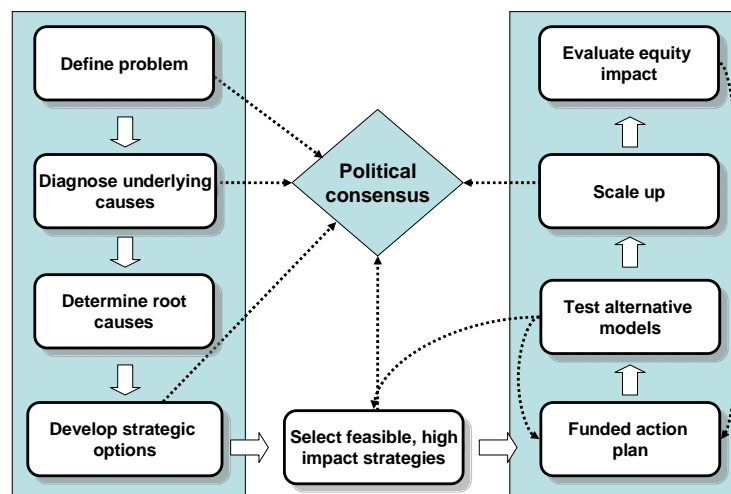 Define problem
Diagnose underlying
causes
Determine root
causes
Develop strategic
options
Political
consensus
Select feasible, high
impact strategies
Evaluate equity
impact
Scale up
Test alternative
models
Funded action
plan